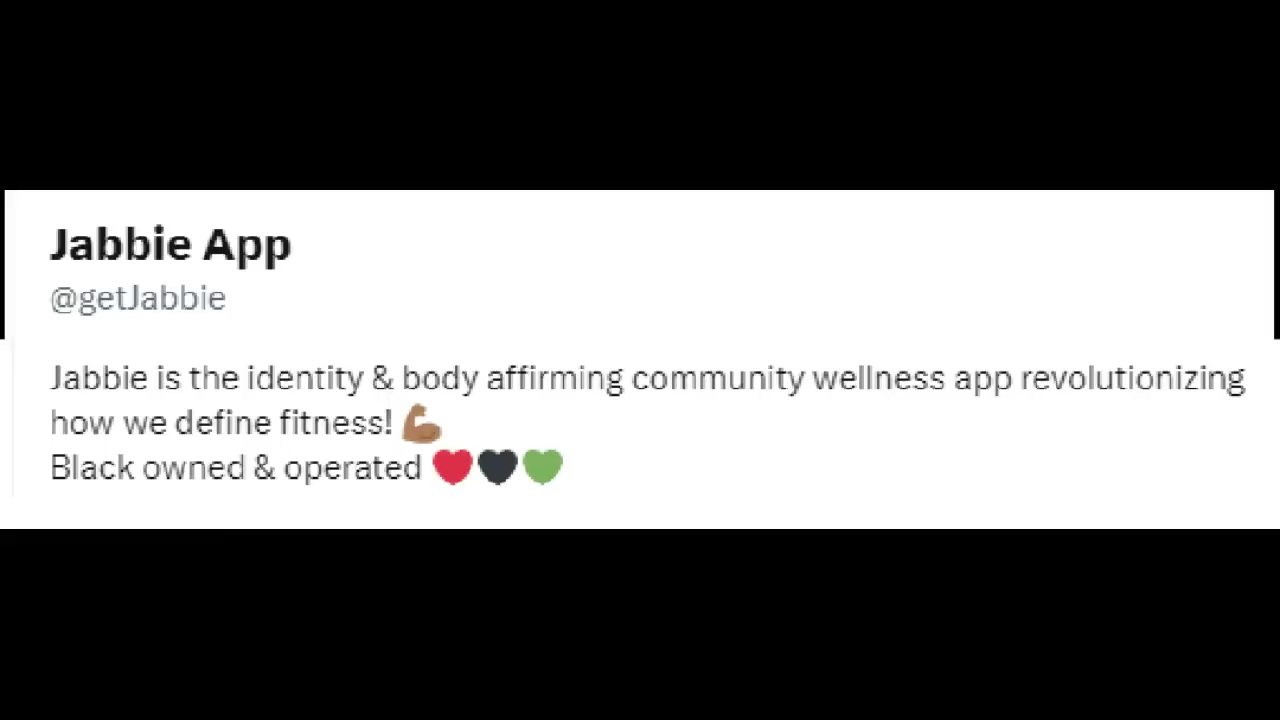 Jabbie App
@getJabbie
Jabbie is the identity & body affirming community wellness app revolutionizing
how we define fitness! 💪🏽
Black owned & operated ❤️🖤💚